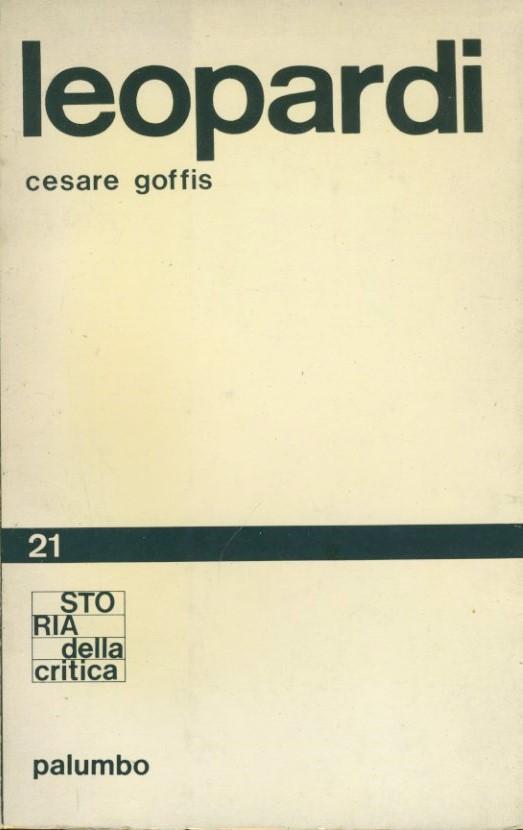 leopardi
cesare goffis
21
STO
RIA
della
critica
palumbo